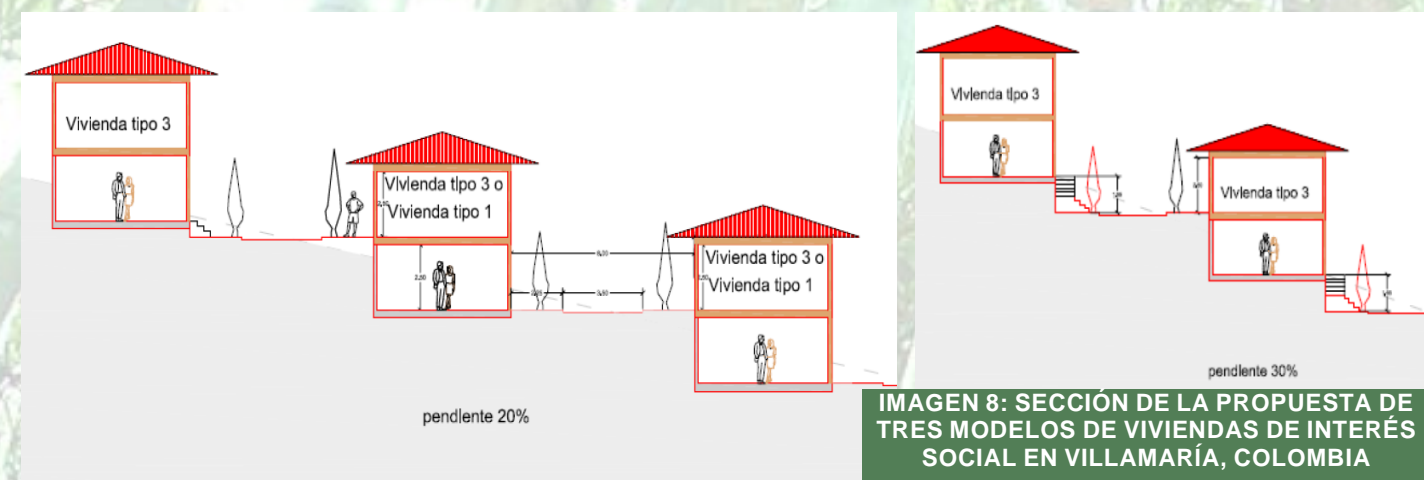 Vivienda tipo 3
Vivienda tipo 3 o
Vivienda tipo 1
2,50
Vivienda tipo 3 o
Vivienda tipo 1
pendiente 20%
Vivienda tipo 3
Vivienda tipo 3
pendiente 30%
IMAGEN 8: SECCIÓN DE LA PROPUESTA DE
TRES MODELOS DE VIVIENDAS DE INTERÉS
SOCIAL EN VILLAMARÍA, COLOMBIA